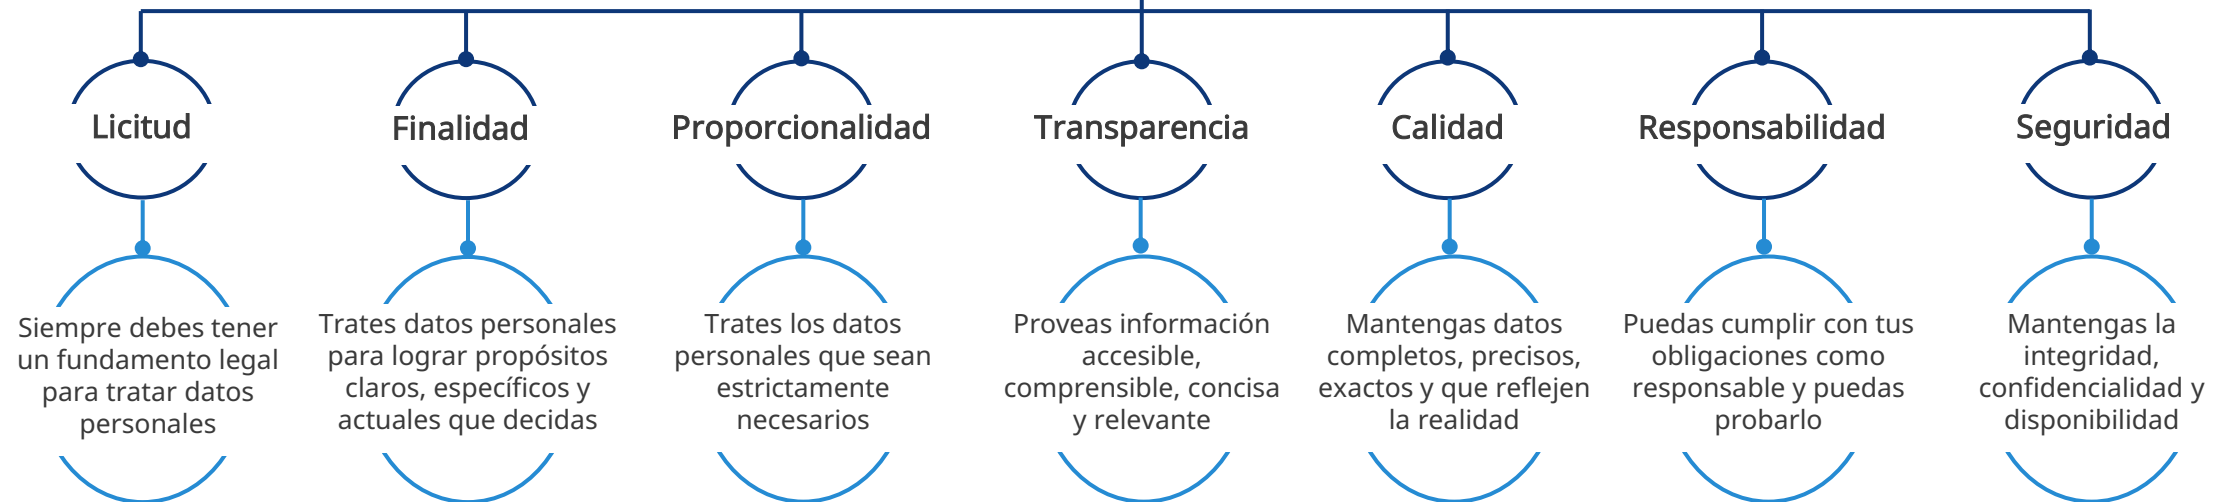 Licitud
Siempre debes tener
un fundamento legal
para tratar datos
personales
Finalidad
Trates datos personales
para lograr propósitos
claros, específicos y
actuales que decidas
Proporcionalidad
Trates los datos
personales que sean
estrictamente
necesarios
Transparencia
Proveas información
accesible,
comprensible, concisa
y relevante
Calidad
Mantengas datos
completos, precisos,
exactos y que reflejen
la realidad
Responsabilidad
Puedas cumplir con tus
obligaciones como
responsable y puedas
probarlo
Seguridad
Mantengas la
integridad,
confidencialidad y
disponibilidad